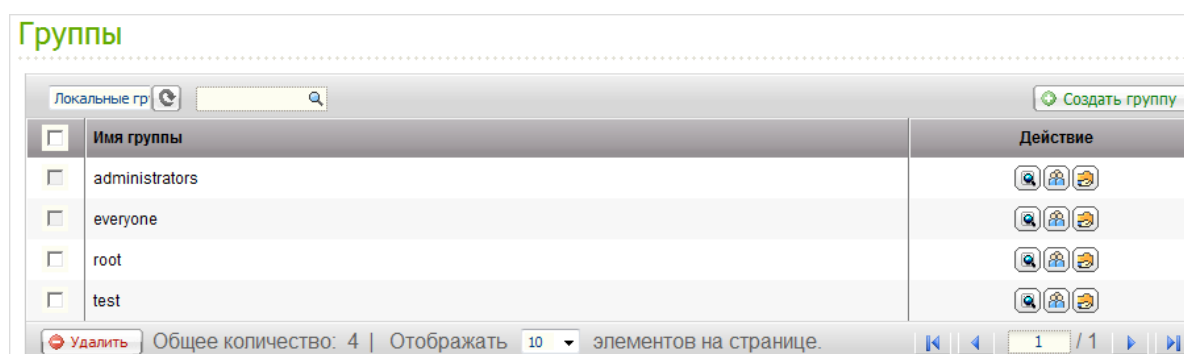 Группы
Локальные гр
Создать группу
Имя группы Действие
administrators
everyone
root
test
Удалить Общее количество: 4 | Отображать 10 элементов на странице. 1 / 1